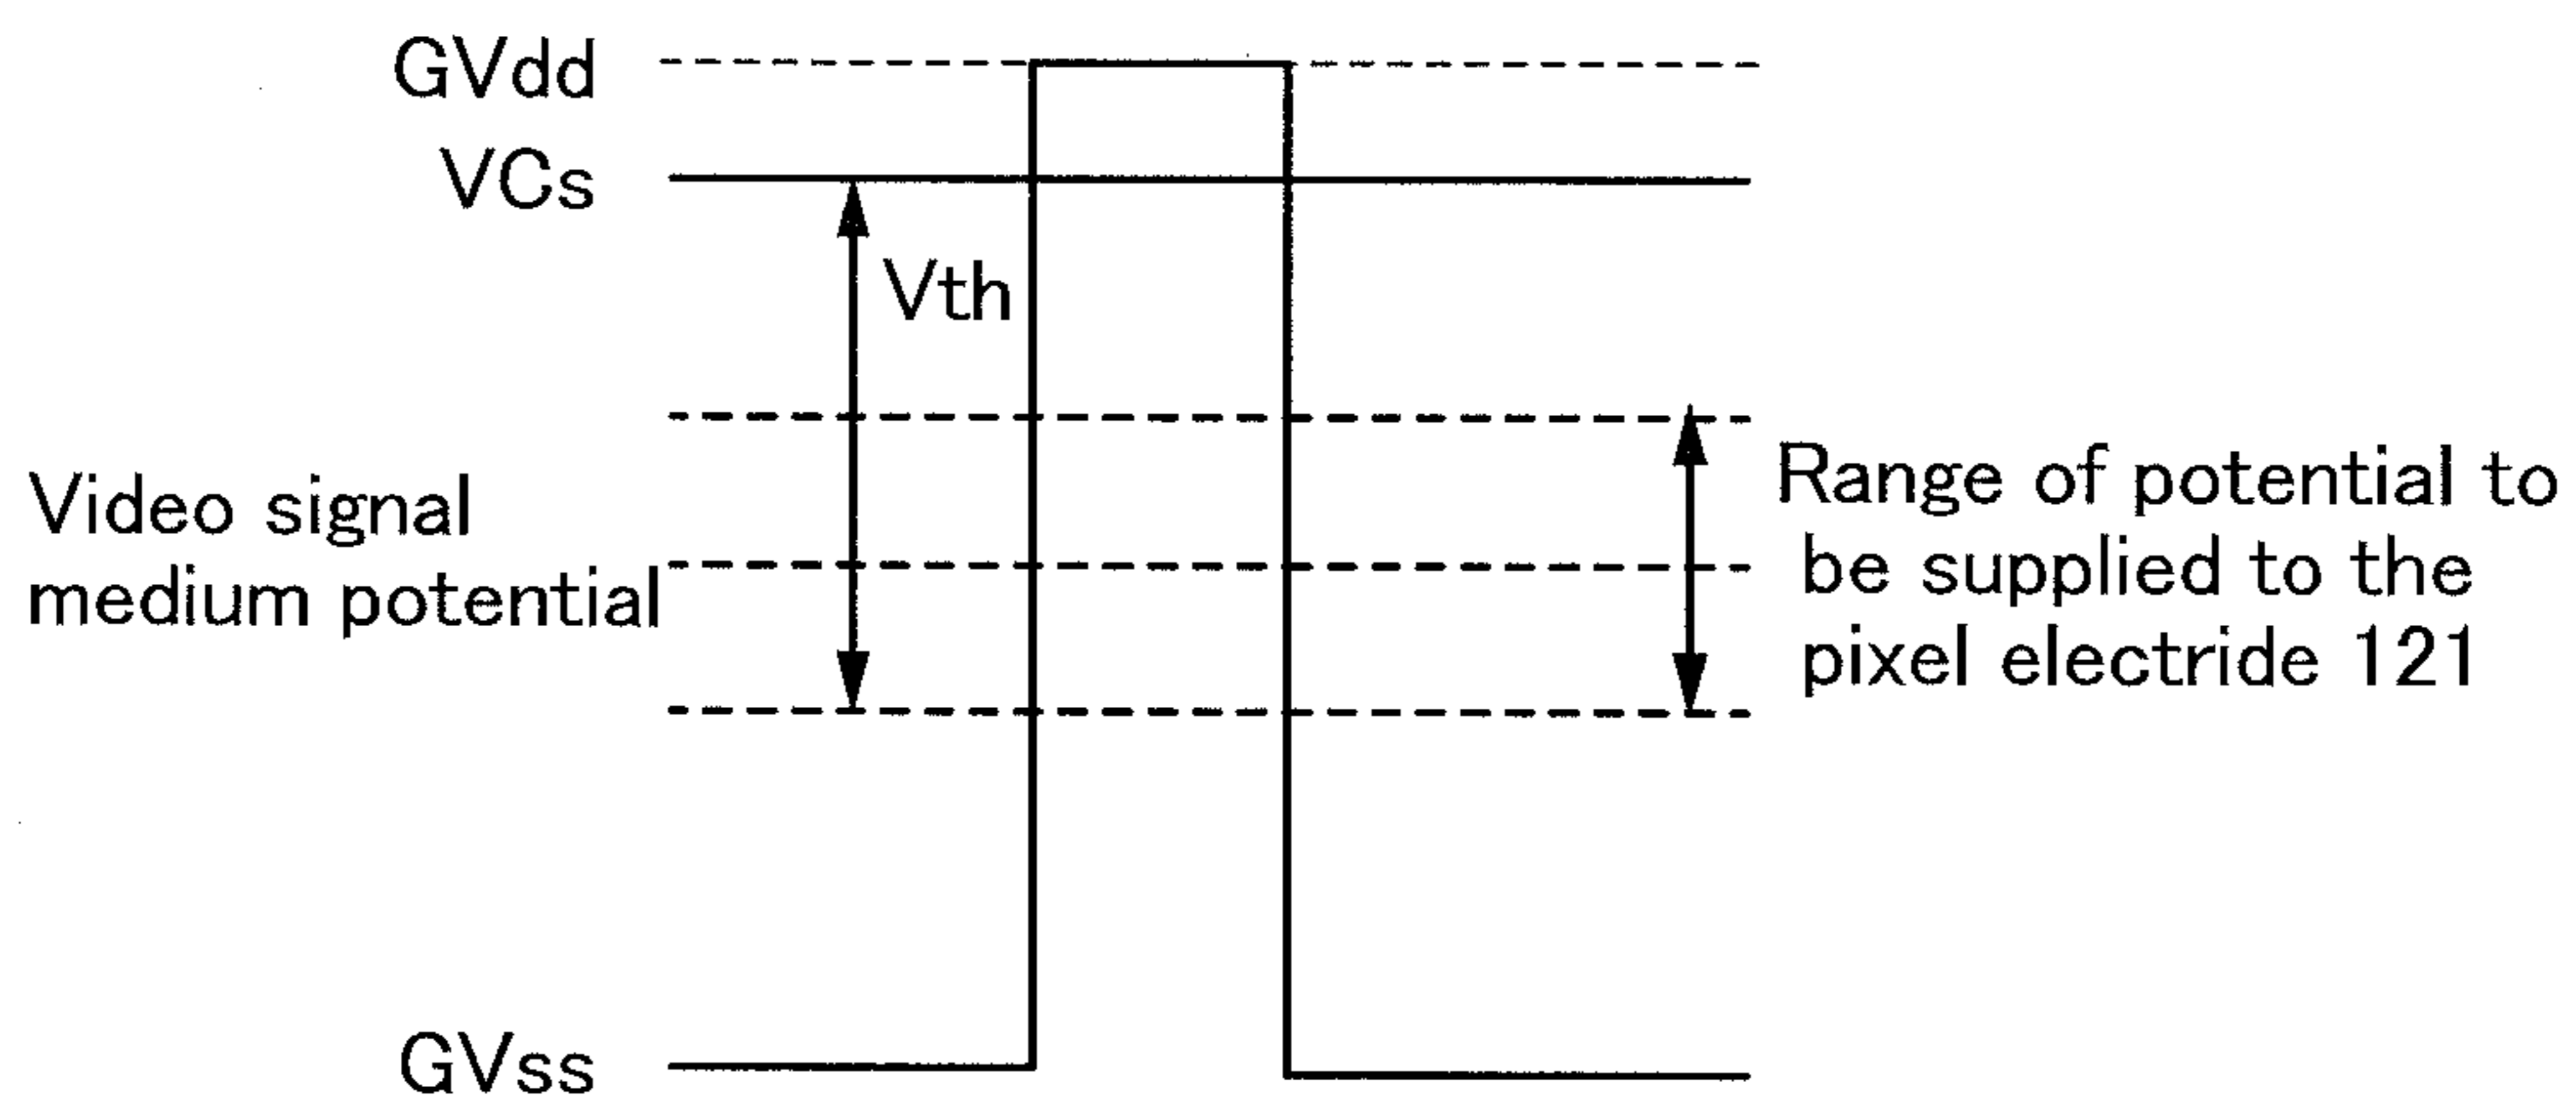 GVdd
VCs
Vth
Video signal
medium potential
Range of potential to
be supplied to the
pixel electride 121
GVss